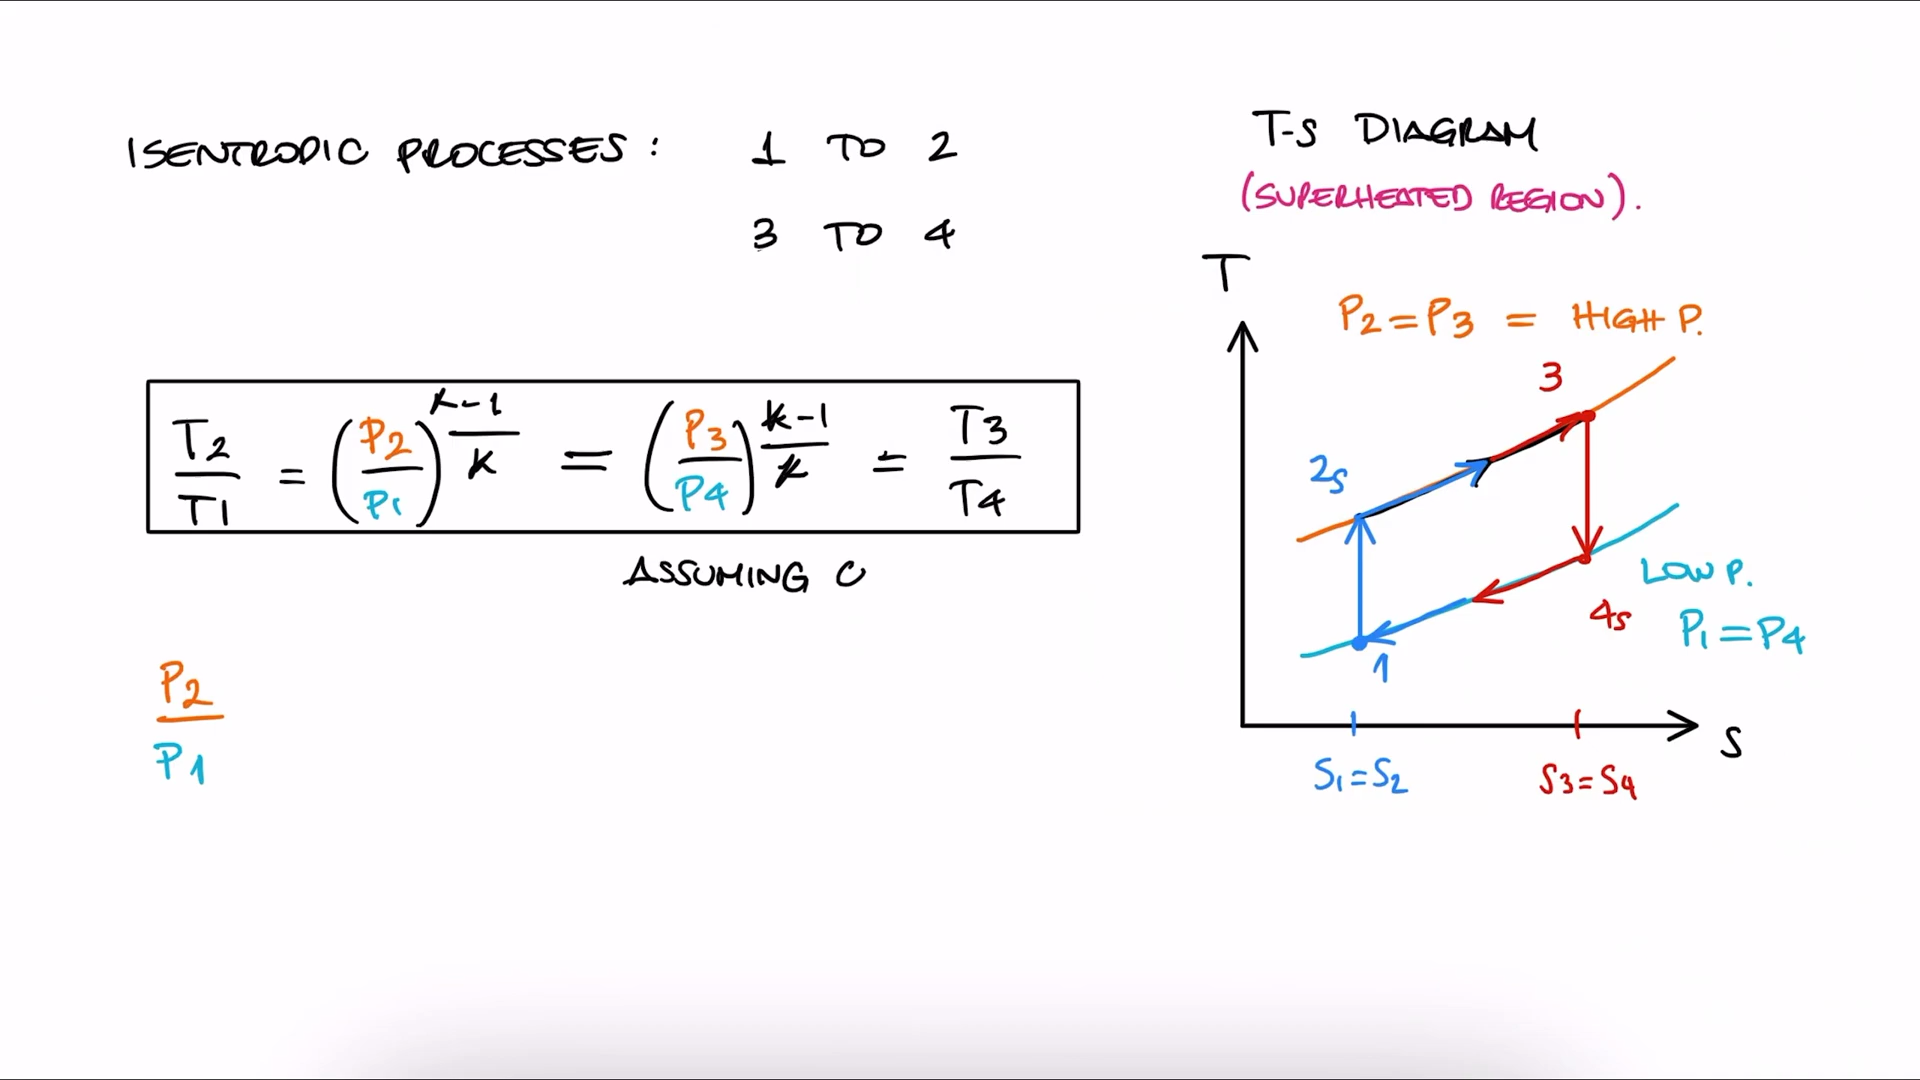 ISENTROPIC PROCESSES: 1 TO 2
3 TO 4
T2/T1 = (P2/P1)^(k-1)/k = (P3/P4)^(k-1)/k = T3/T4
ASSUMING C
P2/P1
T-S DIAGRAM
(SUPERHEATED REGION).
T
P2=P3 = HIGH P.
3
2s
LOW P.
4s
P1=P4
1
S
S1=S2
S3=S4